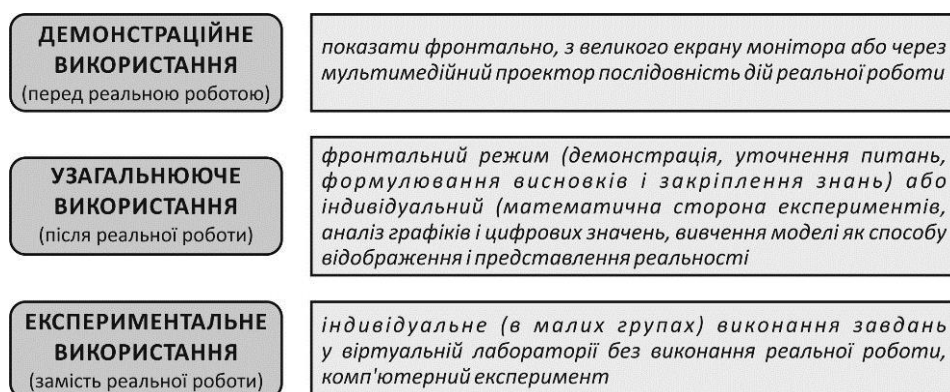 ДЕМОНСТРАЦІЙНЕ
ВИКОРИСТАННЯ
(перед реальною роботою)
показати фронтально, з великого екрану монітора або через
мультимедійний проектор послідовність дій реальної роботи
УЗАГАЛЬНЮЮЧЕ
ВИКОРИСТАННЯ
(після реальної роботи)
фронтальний режим (демонстрація, уточнення питань,
формулювання висновків і закріплення знань) або
індивідуальний (математична сторона експериментів,
аналіз графіків і цифрових значень, вивчення моделі як способу
відображення і представлення реальності
ЕКСПЕРИМЕНТАЛЬНЕ
ВИКОРИСТАННЯ
(замість реальної роботи)
індивідуальне (в малих групах) виконання завдань
у віртуальній лабораторії без виконання реальної роботи,
комп'ютерний експеримент